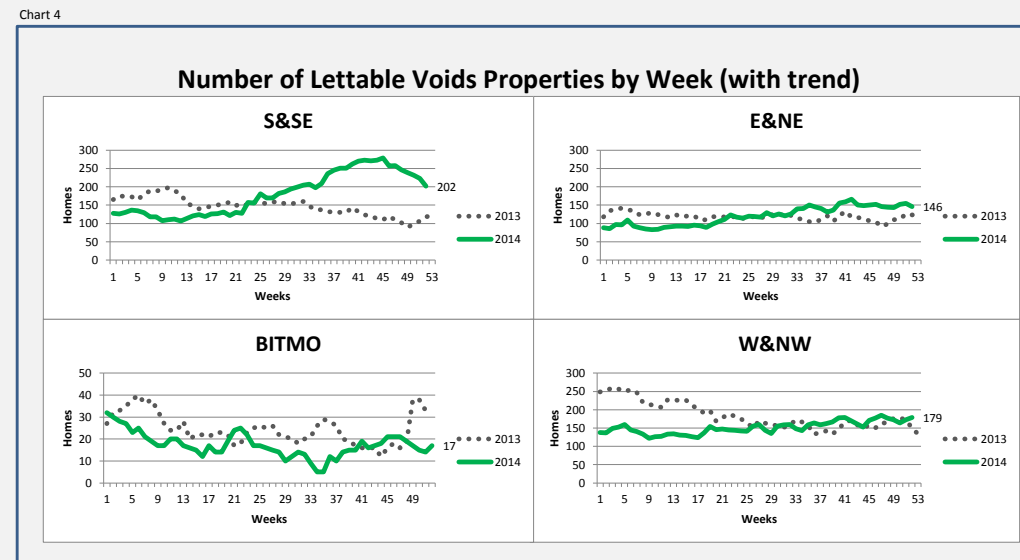 Chart 4
Number of Lettable Voids Properties by Week (with trend)
S&SE
300
250
200
150
100
50
0
Homes
1 5 9 13 17 21 25 29 33 37 41 45 49 53
Weeks
202
2013
2014
E&NE
300
250
200
150
100
50
0
Homes
1 5 9 13 17 21 25 29 33 37 41 45 49 53
Weeks
146
2013
2014
BITMO
50
40
30
20
10
0
Homes
1 5 9 13 17 21 25 29 33 37 41 45 49
Weeks
17
2013
2014
W&NW
300
250
200
150
100
50
0
Homes
1 5 9 13 17 21 25 29 33 37 41 45 49 53
Weeks
179
2013
2014